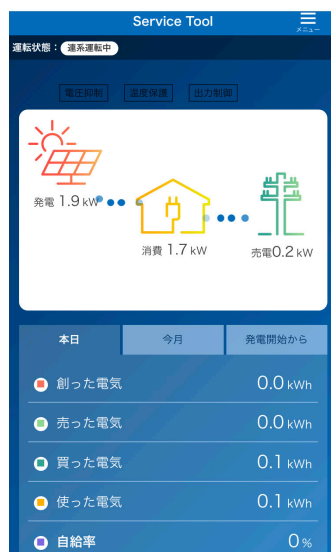 Service Tool
メニュー
運転状態： 連系運転中
電圧抑制 温度保護 出力制御
発電 1.9 kW
消費 1.7 kW
売電0.2 kW
本日 今月 発電開始から
創った電気 0.0 kWh
売った電気 0.0 kWh
買った電気 0.1 kWh
使った電気 0.1 kWh
自給率 0 %